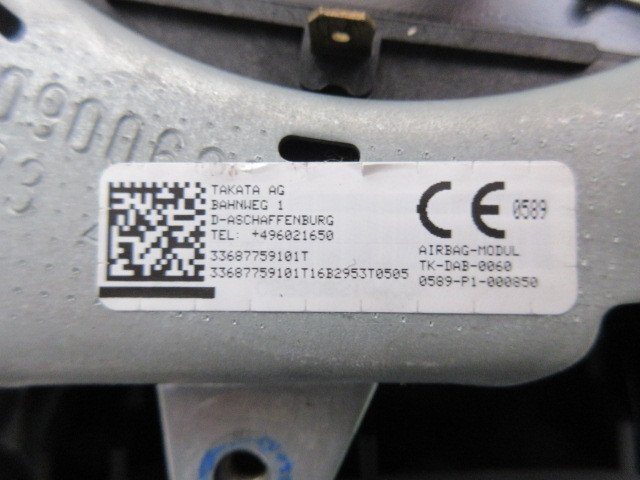 TAKATA AG
BAHNWEG 1
D-ASCHAFFENBURG
TEL: +496021650
33687759101T
33687759101T16B2953T0505
CE 0589
AIRBAG-MODUL
TK-DAB-0060
0589-P1-000850